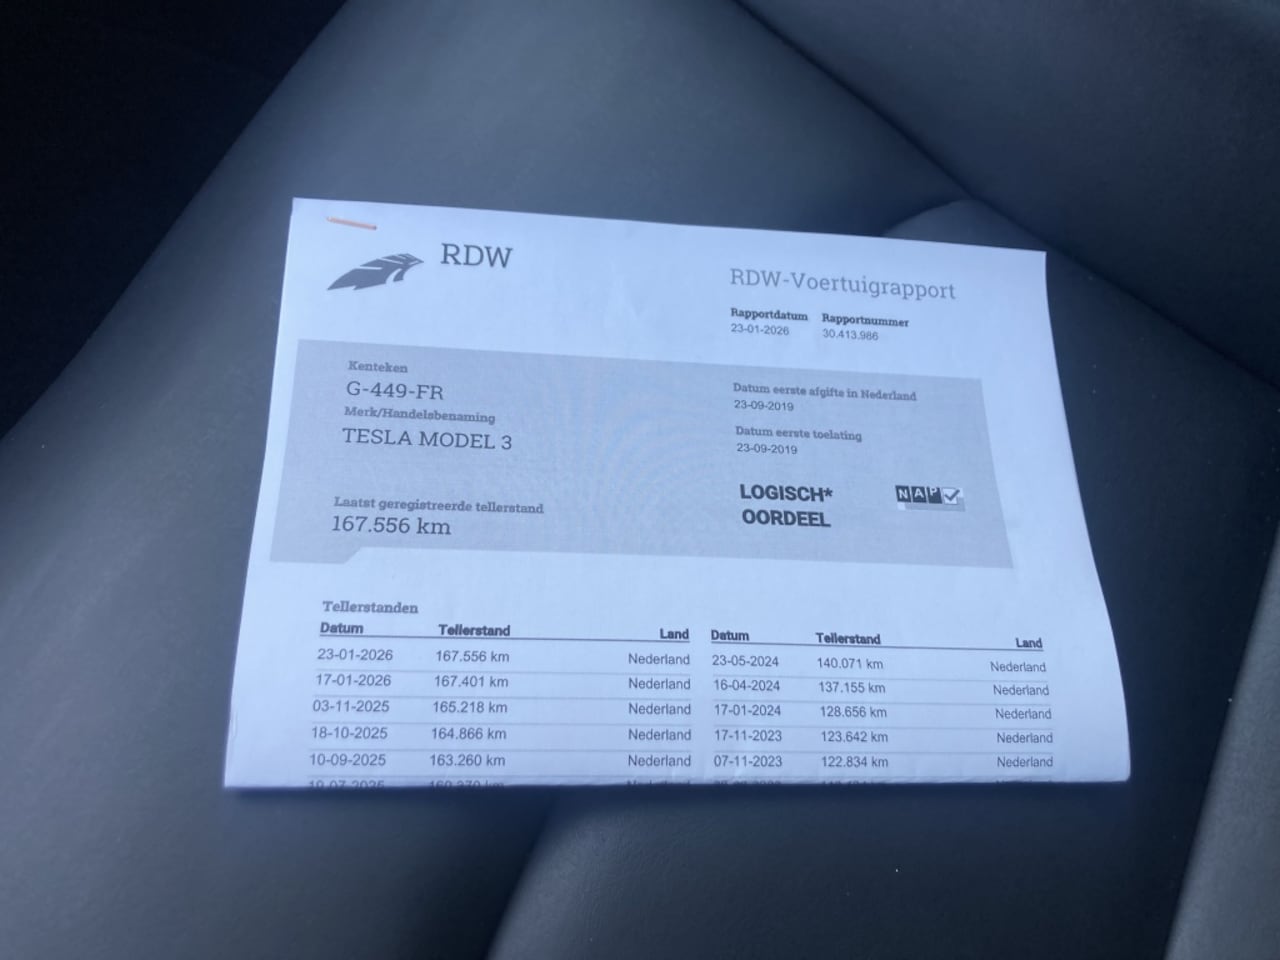 RDW
RDW-Voertuigrapport
Rapportdatum Rapportnummer
23-01-2026 30.413.986
Kenteken
G-449-FR
Merk/Handelsbenaming
TESLA MODEL 3
Laatst geregistreerde tellerstand
167.556 km
Datum eerste afgifte in Nederland
23-09-2019
Datum eerste toelating
23-09-2019
LOGISCH*
OORDEEL
NAP
Tellerstanden
Datum Tellerstand Land Datum Tellerstand Land
23-01-2026 167.556 km Nederland 23-05-2024 140.071 km Nederland
17-01-2026 167.401 km Nederland 16-04-2024 137.155 km Nederland
03-11-2025 165.218 km Nederland 17-01-2024 128.656 km Nederland
18-10-2025 164.866 km Nederland 17-11-2023 123.642 km Nederland
10-09-2025 163.260 km Nederland 07-11-2023 122.834 km Nederland